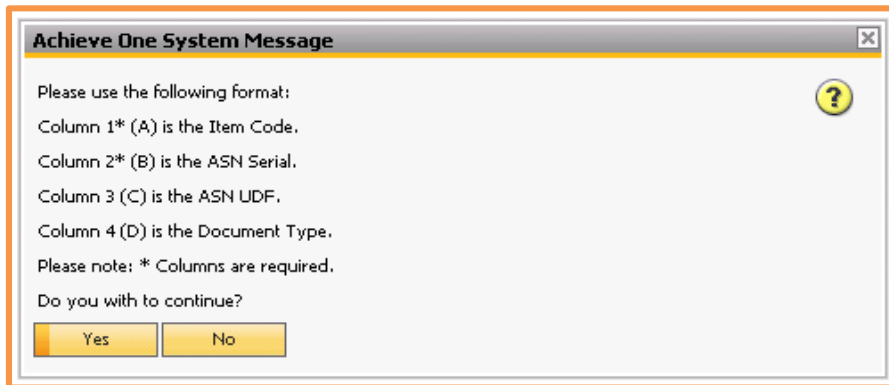 Achieve One System Message
Please use the following format:
Column 1* (A) is the Item Code.
Column 2* (B) is the ASN Serial.
Column 3 (C) is the ASN UDF.
Column 4 (D) is the Document Type.
Please note: * Columns are required.
Do you with to continue?
Yes No